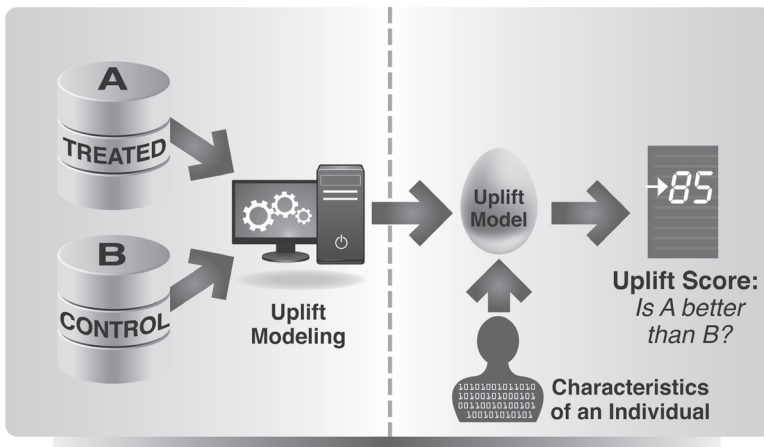 A
TREATED
B
CONTROL
Uplift
Modeling
Uplift
Model
→85
Uplift Score:
Is A better
than B?
10101001011010
10100101000101
00110010100101
100101010101
Characteristics
of an Individual